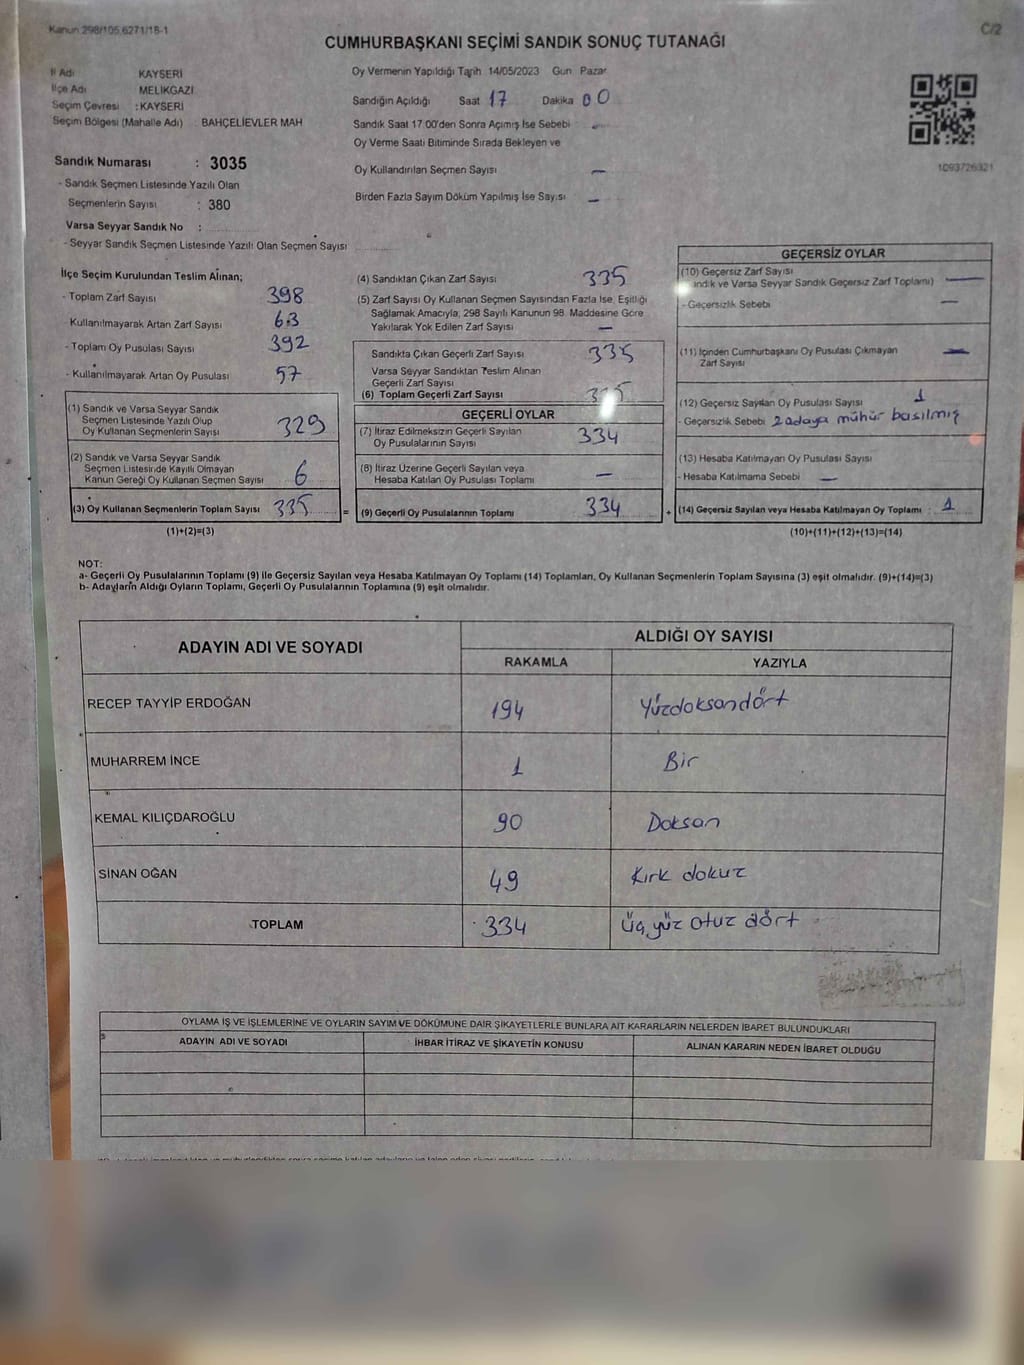 Kanun 298/105,6271/18-1
C/2
CUMHURBAŞKANI SEÇİMİ SANDIK SONUÇ TUTANAĞI
İl Adı KAYSERİ
İlçe Adı MELİKGAZİ
Seçim Çevresi : KAYSERİ
Seçim Bölgesi (Mahalle Adı) BAHÇELİEVLER MAH
Sandık Numarası : 3035
- Sandık Seçmen Listesinde Yazılı Olan
Seçmenlerin Sayısı : 380
Varsa Seyyar Sandık No :
- Seyyar Sandık Seçmen Listesinde Yazılı Olan Seçmen Sayısı
Oy Vermenin Yapıldığı Tarih 14/05/2023 Gün Pazar
Sandığın Açıldığı Saat 17 Dakika 00
Sandık Saat 17:00'den Sonra Açılmış İse Sebebi -
Oy Verme Saati Bitiminde Sırada Bekleyen ve
Oy Kullandırılan Seçmen Sayısı -
Birden Fazla Sayım Döküm Yapılmış İse Sayısı -
1093726321
İlçe Seçim Kurulundan Teslim Alınan;
- Toplam Zarf Sayısı 398
- Kullanılmayarak Artan Zarf Sayısı 63
- Toplam Oy Pusulası Sayısı 392
- Kullanılmayarak Artan Oy Pusulası 57
(1) Sandık ve Varsa Seyyar Sandık
Seçmen Listesinde Yazılı Olup
Oy Kullanan Seçmenlerin Sayısı 329
(2) Sandık ve Varsa Seyyar Sandık
Seçmen Listesinde Kayıtlı Olmayan
Kanun Gereği Oy Kullanan Seçmen Sayısı 6
(3) Oy Kullanan Seçmenlerin Toplam Sayısı 335 =
(1)+(2)=(3)
(4) Sandıktan Çıkan Zarf Sayısı 335
(5) Zarf Sayısı Oy Kullanan Seçmen Sayısından Fazla İse, Eşitliği
Sağlamak Amacıyla, 298 Sayılı Kanunun 98. Maddesine Göre
Yakılarak Yok Edilen Zarf Sayısı -
Sandıkta Çıkan Geçerli Zarf Sayısı 335
Varsa Seyyar Sandıktan Teslim Alınan
Geçerli Zarf Sayısı
(6) Toplam Geçerli Zarf Sayısı 335
GEÇERLİ OYLAR
(7) İtiraz Edilmeksizin Geçerli Sayılan
Oy Pusulalarının Sayısı 334
(8) İtiraz Üzerine Geçerli Sayılan veya
Hesaba Katılan Oy Pusulası Toplamı -
(9) Geçerli Oy Pusulalarının Toplamı 334 +
GEÇERSİZ OYLAR
(10) Geçersiz Zarf Sayısı
ındık ve Varsa Seyyar Sandık Geçersiz Zarf Toplamı) -
- Geçersizlik Sebebi -
(11) İçinden Cumhurbaşkanı Oy Pusulası Çıkmayan
Zarf Sayısı -
(12) Geçersiz Sayılan Oy Pusulası Sayısı 1
- Geçersizlik Sebebi 2 adaya mühür basılmış
(13) Hesaba Katılmayan Oy Pusulası Sayısı
- Hesaba Katılmama Sebebi -
(14) Geçersiz Sayılan veya Hesaba Katılmayan Oy Toplamı : 1
(10)+(11)+(12)+(13)=(14)
NOT:
a- Geçerli Oy Pusulalarının Toplamı (9) ile Geçersiz Sayılan veya Hesaba Katılmayan Oy Toplamı (14) Toplamları, Oy Kullanan Seçmenlerin Toplam Sayısına (3) eşit olmalıdır. (9)+(14)=(3)
b- Adayların Aldığı Oyların Toplamı, Geçerli Oy Pusulalarının Toplamına (9) eşit olmalıdır.
ADAYIN ADI VE SOYADI ALDIĞI OY SAYISI
RAKAMLA YAZIYLA
RECEP TAYYİP ERDOĞAN 194 Yüzdoksandört
MUHARREM İNCE 1 Bir
KEMAL KILIÇDAROĞLU 90 Doksan
SİNAN OĞAN 49 Kırk dokuz
TOPLAM 334 Üç yüz otuz dört
OYLAMA İŞ VE İŞLEMLERİNE VE OYLARIN SAYIM VE DÖKÜMÜNE DAİR ŞİKAYETLERLE BUNLARA AİT KARARLARIN NELERDEN İBARET BULUNDUKLARI
ADAYIN ADI VE SOYADI İHBAR İTİRAZ VE ŞİKAYETİN KONUSU ALINAN KARARIN NEDEN İBARET OLDUĞU